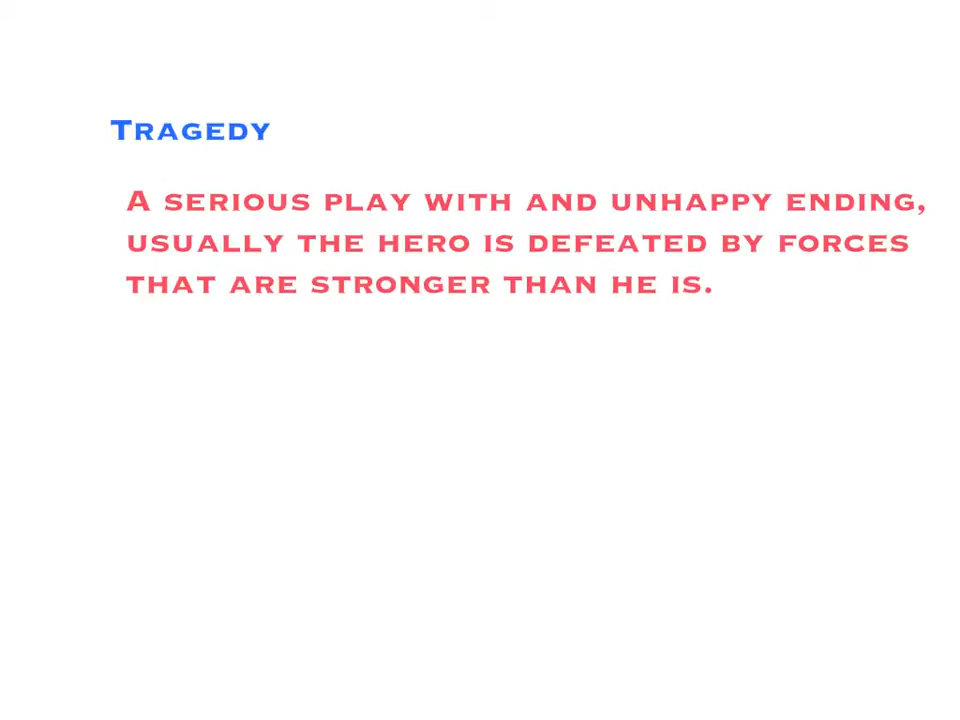 Tragedy
A serious play with and unhappy ending,
usually the hero is defeated by forces
that are stronger than he is.